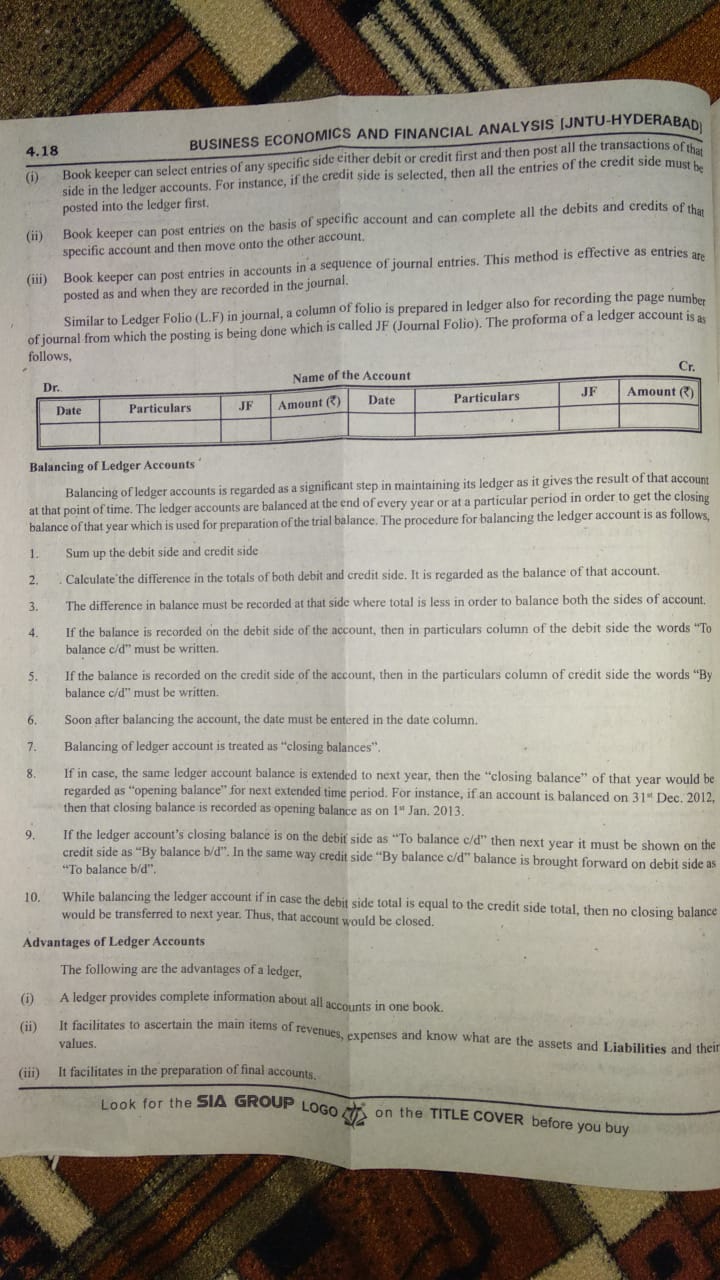 4.18 BUSINESS ECONOMICS AND FINANCIAL ANALYSIS [JNTU-HYDERABAD]
(i) Book keeper can select entries of any specific side either debit or credit first and then post all the transactions of that
side in the ledger accounts. For instance, if the credit side is selected, then all the entries of the credit side must be
posted into the ledger first.
(ii) Book keeper can post entries on the basis of specific account and can complete all the debits and credits of that
specific account and then move onto the other account.
(iii) Book keeper can post entries in accounts in a sequence of journal entries. This method is effective as entries are
posted as and when they are recorded in the journal.
Similar to Ledger Folio (L.F) in journal, a column of folio is prepared in ledger also for recording the page number
of journal from which the posting is being done which is called JF (Journal Folio). The proforma of a ledger account is as
follows,
Dr. Name of the Account Cr.
Date Particulars JF Amount (₹) Date Particulars JF Amount (₹)
Balancing of Ledger Accounts
Balancing of ledger accounts is regarded as a significant step in maintaining its ledger as it gives the result of that account
at that point of time. The ledger accounts are balanced at the end of every year or at a particular period in order to get the closing
balance of that year which is used for preparation of the trial balance. The procedure for balancing the ledger account is as follows,
1. Sum up the debit side and credit side
2. Calculate the difference in the totals of both debit and credit side. It is regarded as the balance of that account.
3. The difference in balance must be recorded at that side where total is less in order to balance both the sides of account.
4. If the balance is recorded on the debit side of the account, then in particulars column of the debit side the words “To
balance c/d” must be written.
5. If the balance is recorded on the credit side of the account, then in the particulars column of credit side the words “By
balance c/d” must be written.
6. Soon after balancing the account, the date must be entered in the date column.
7. Balancing of ledger account is treated as “closing balances”.
8. If in case, the same ledger account balance is extended to next year, then the “closing balance” of that year would be
regarded as “opening balance” for next extended time period. For instance, if an account is balanced on 31st Dec. 2012,
then that closing balance is recorded as opening balance as on 1st Jan. 2013.
9. If the ledger account’s closing balance is on the debit side as “To balance c/d” then next year it must be shown on the
credit side as “By balance b/d”. In the same way credit side “By balance c/d” balance is brought forward on debit side as
“To balance b/d”.
10. While balancing the ledger account if in case the debit side total is equal to the credit side total, then no closing balance
would be transferred to next year. Thus, that account would be closed.
Advantages of Ledger Accounts
The following are the advantages of a ledger,
(i) A ledger provides complete information about all accounts in one book.
(ii) It facilitates to ascertain the main items of revenues, expenses and know what are the assets and Liabilities and their
values.
(iii) It facilitates in the preparation of final accounts.
Look for the SIA GROUP LOGO on the TITLE COVER before you buy